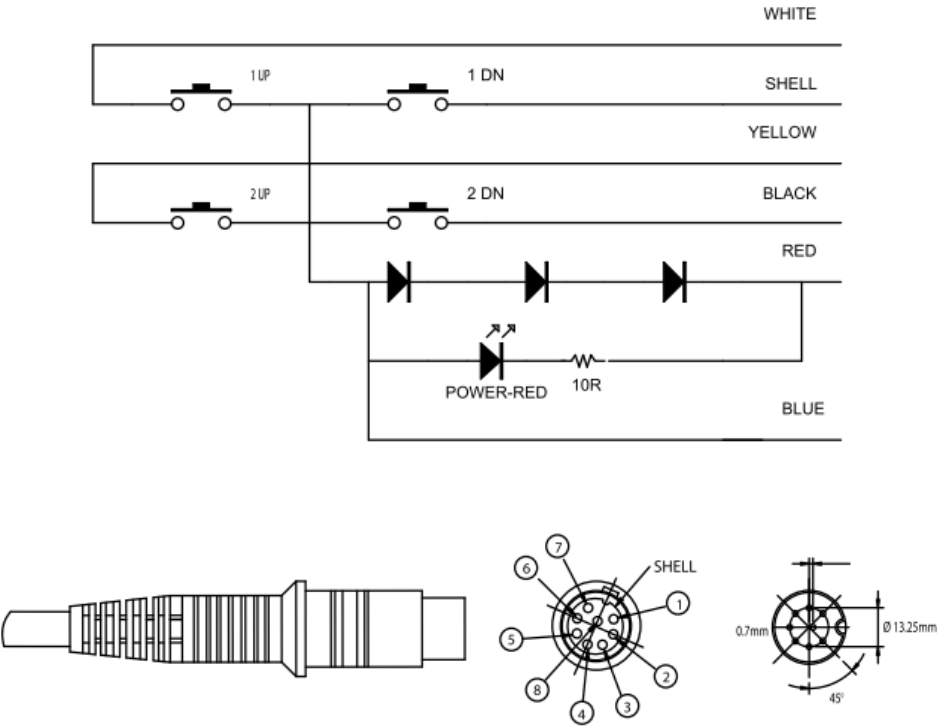 WHITE
1 UP
1 DN
SHELL
YELLOW
2 UP
2 DN
BLACK
RED
POWER-RED
10R
BLUE
7
6
SHELL
1
5
2
8
3
4
0.7mm
Ø 13.25mm
45°